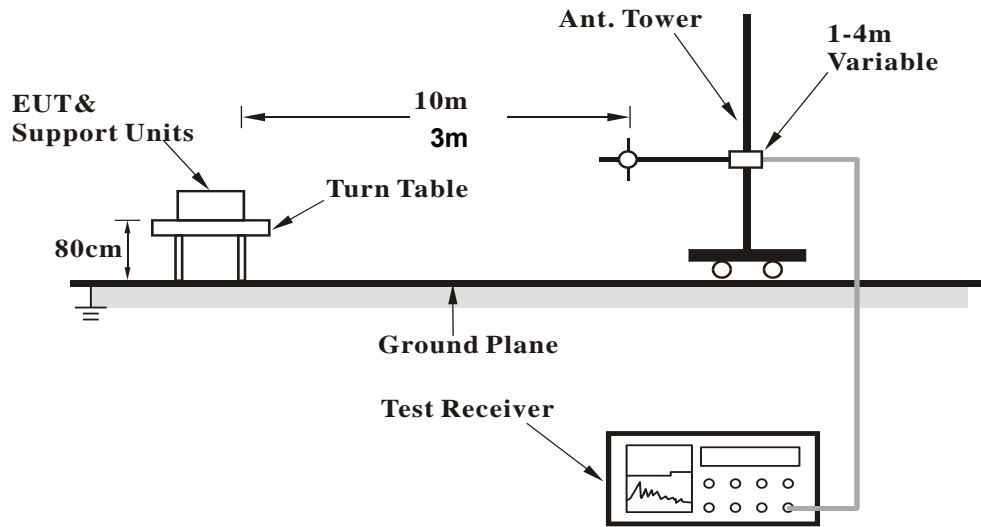 Ant. Tower
1-4m
Variable
EUT&
Support Units
10m
3m
Turn Table
80cm
Ground Plane
Test Receiver